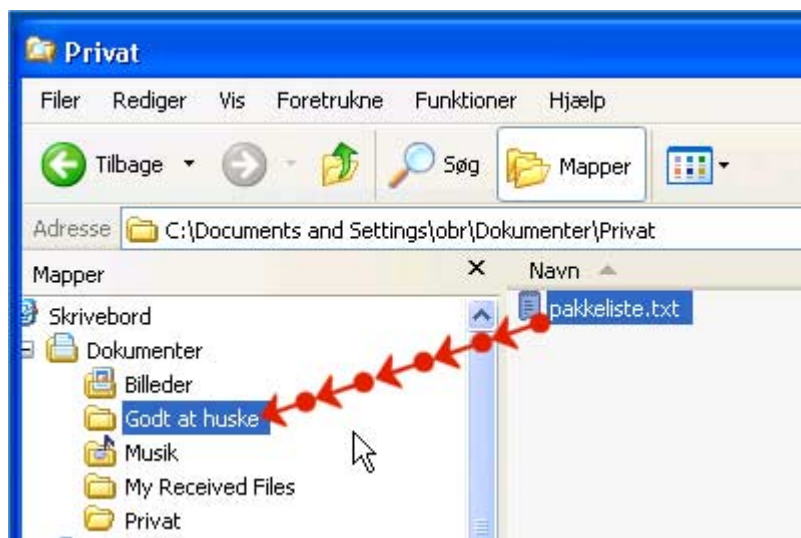 Privat
Filer Rediger Vis Foretrukne Funktioner Hjælp
Tilbage Søg Mapper
Adresse C:\Documents and Settings\obr\Dokumenter\Privat
Mapper Navn
Skrivebord pakkeliste.txt
Dokumenter
Billeder
Godt at huske
Musik
My Received Files
Privat